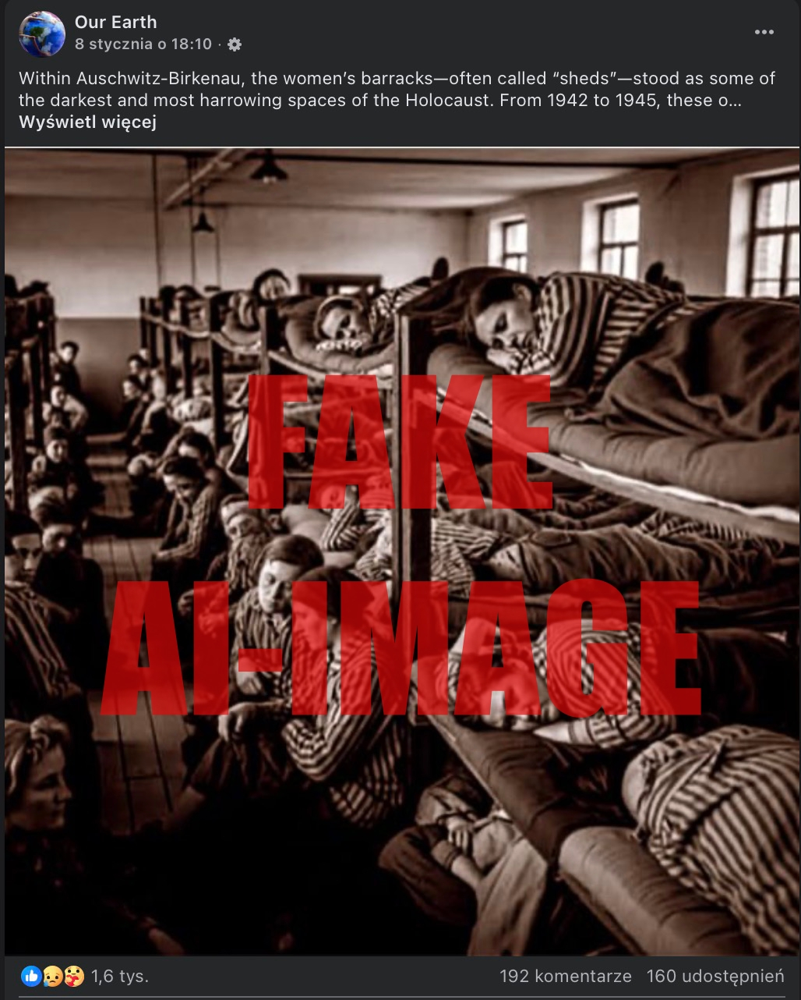 Our Earth
8 stycznia o 18:10 ·
Within Auschwitz-Birkenau, the women’s barracks—often called “sheds”—stood as some of
the darkest and most harrowing spaces of the Holocaust. From 1942 to 1945, these o...
Wyświetl więcej
FAKE
AI-IMAGE
1,6 tys.
192 komentarze 160 udostępnień